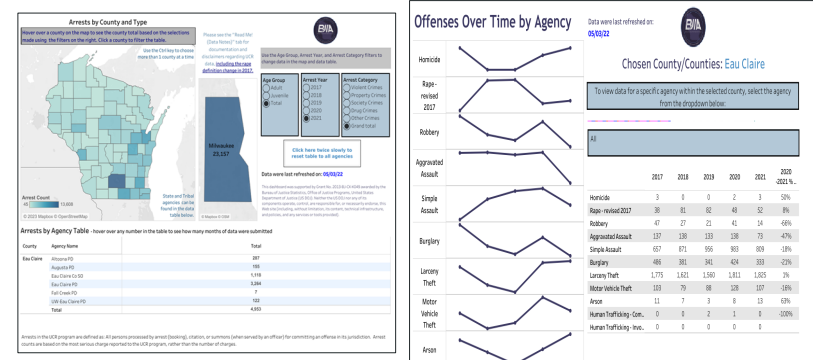 Arrests by County and Type
Hover over a county on the map to see the county total based on the selections
made using the filters on the right. Click a county to filter the table.
Use the Ctrl key to choose
more than 1 county at a time.
Please see the "Read Me!
(Data Notes)" tab for
documentation and
disclaimers regarding UCR
data, including the rape
definition change in 2017.
Use the Age Group, Arrest Year, and Arrest Category filters to
change data in the map and data table.
Age Group
Adult
Juvenile
Total
Arrest Year
2017
2018
2019
2020
2021
Arrest Category
Violent Crimes
Property Crimes
Society Crimes
Drug Crimes
Other Crimes
Grand total
Milwaukee
23,157
Click here twice slowly to
reset table to all agencies
Data were last refreshed on: 05/03/22
Arrest Count
13,609
State and Tribal
agencies can be
found in the data
table below.
© 2023 Mapbox © OpenStreetMap
Arrests by Agency Table - hover over any number in the table to see how many months of data were submitted
County Agency Name Total
Eau Claire Altoona PD 287
Augusta PD
Eau Claire Co SO
Eau Claire PD
Fall Creek PD 7
UW-Eau Claire PD 122
Total
Arrests in the UCR program are defined as: All persons processed by arrest (booking), citation, or summons (when served by an officer) for committing an offense in its jurisdiction. Arrest
counts are based on the most serious charge reported to the UCR program, rather than the number of charges.
Offenses Over Time by Agency
Data were last refreshed on:
05/03/22
Chosen County/Counties: Eau Claire
To view data for a specific agency within the selected county, select the agency
from the dropdown below:
All
Homicide
Rape -
revised
2017
Robbery
Aggravated
Assault
Simple
Assault
Burglary
Larceny
Theft
Motor
Vehicle
Theft
Arson
2017 2018 2019 2020 2021 2020
-2021 % ..
Homicide 3 0 0 2 3 50%
Rape - revised 2017 38 81 82 48 52 8%
Robbery 47 27 21 41 14 -66%
Aggravated Assault 137 138 133 138 73 -47%
Simple Assault 657 871 956 983 809 -18%
Burglary 486 381 341 424 333 -21%
Larceny Theft 1,775 1,621 1,560 1,811 1,825 1%
Motor Vehicle Theft 103 79 88 128 107 -16%
Arson 11 7 3 8 13 63%
Human Trafficking - Com.. 0 0 2 1 0 -100%
Human Trafficking - Invo.. 0 0 0 0 0